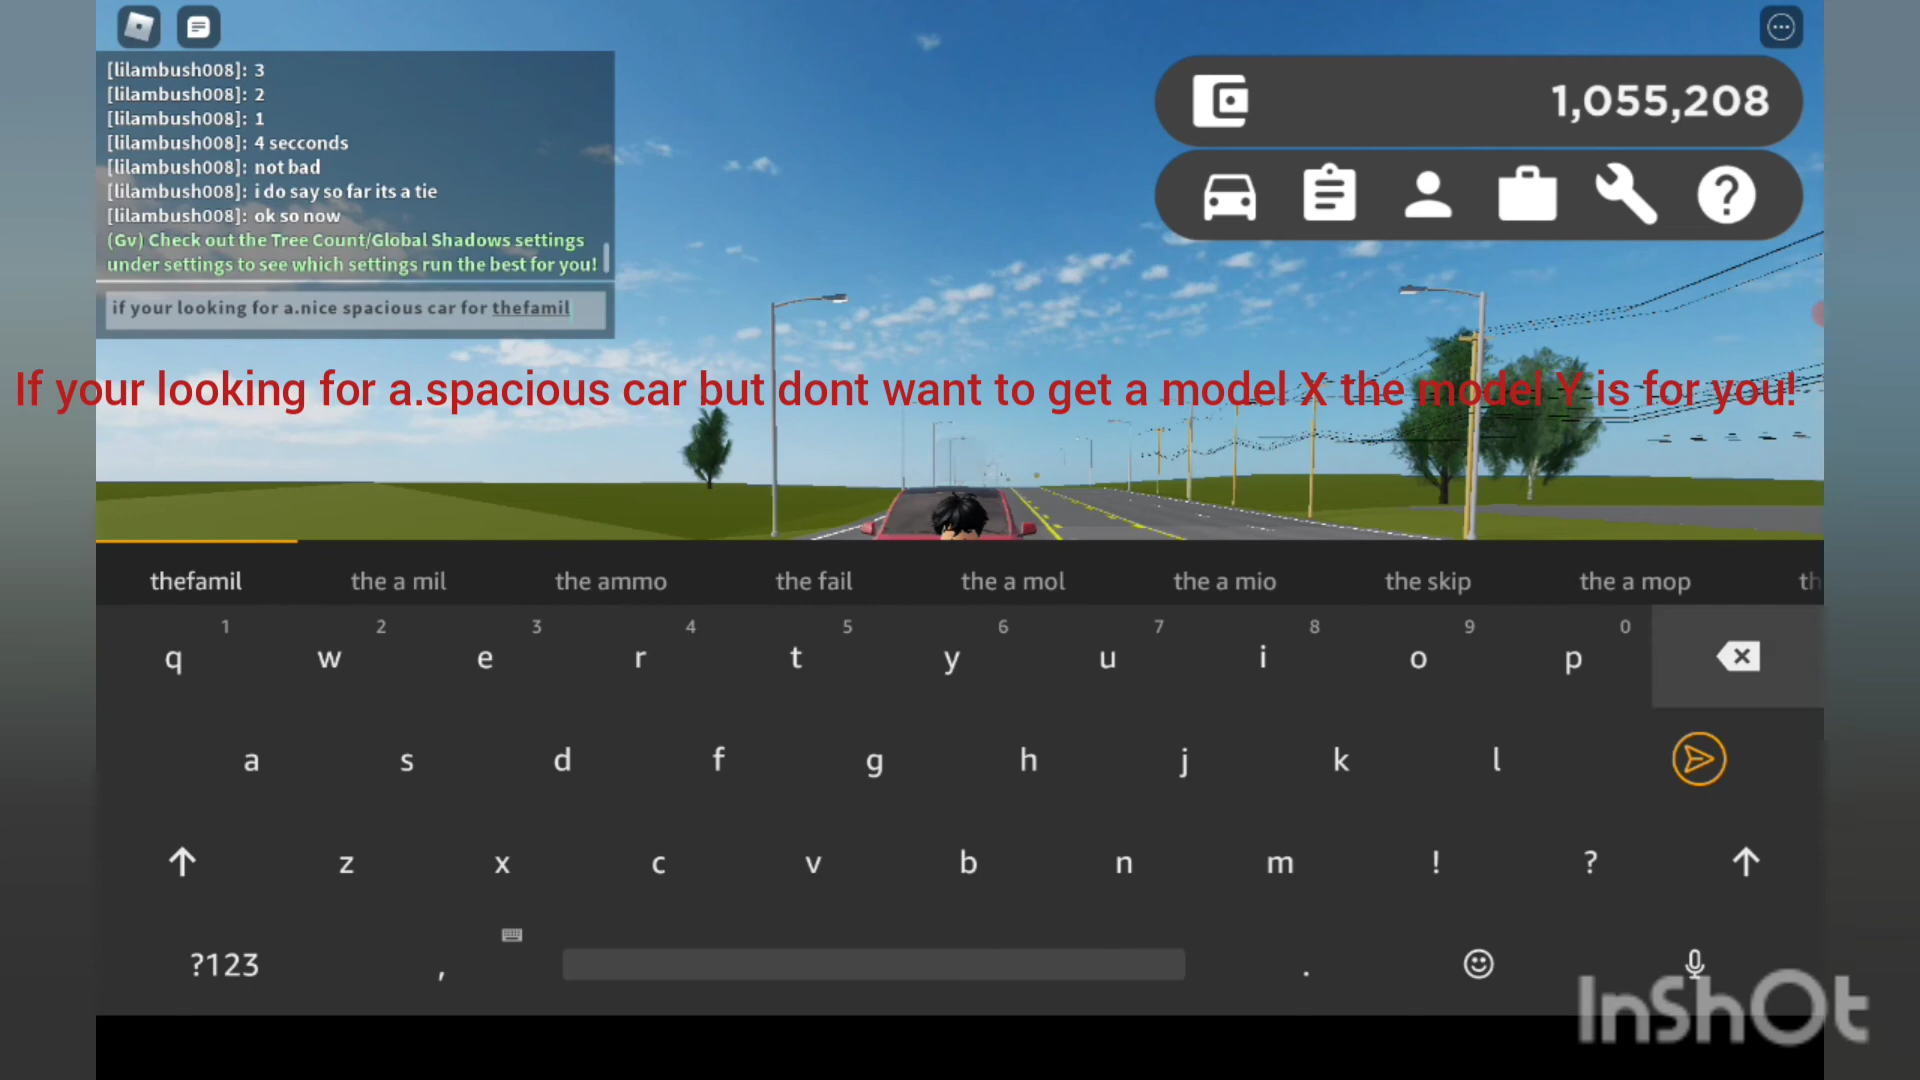 [lilambush008]: 3
[lilambush008]: 2
[lilambush008]: 1
[lilambush008]: 4 secconds
[lilambush008]: not bad
[lilambush008]: i do say so far its a tie
[lilambush008]: ok so now
(Gv) Check out the Tree Count/Global Shadows settings
under settings to see which settings run the best for you!
if your looking for a.nice spacious car for thefamil
1,055,208
If your looking for a.spacious car but dont want to get a model X the model Y is for you!
thefamil the a mil the ammo the fail the a mol the a mio the skip the a mop th
1 2 3 4 5 6 7 8 9 0
q w e r t y u i o p
a s d f g h j k l
z x c v b n m ! ?
?123 , .
InShOt